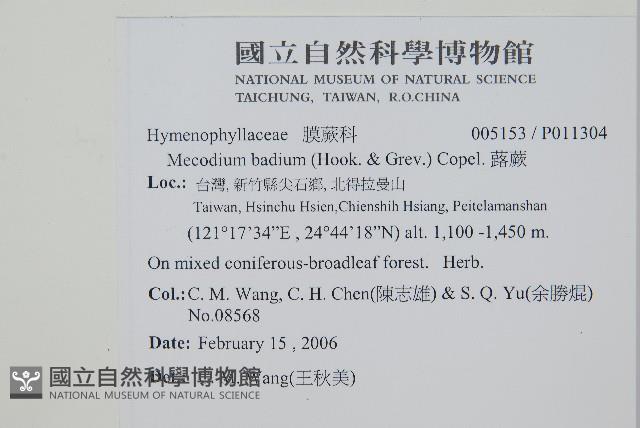 國立自然科學博物館
NATIONAL MUSEUM OF NATURAL SCIENCE
TAICHUNG, TAIWAN, R.O.CHINA
Hymenophyllaceae 膜蕨科 005153 / P011304
Mecodium badium (Hook. & Grev.) Copel. 蕗蕨
Loc.: 台灣, 新竹縣尖石鄉, 北得拉曼山
Taiwan, Hsinchu Hsien,Chienshih Hsiang, Peitelamanshan
(121°17’34”E , 24°44’18”N) alt. 1,100 -1,450 m.
On mixed coniferous-broadleaf forest. Herb.
Col.: C. M. Wang, C. H. Chen(陳志雄) & S. Q. Yu(余勝焜)
No.08568
Date: February 15 , 2006
Wang(王秋美)
國立自然科學博物館
NATIONAL MUSEUM OF NATURAL SCIENCE